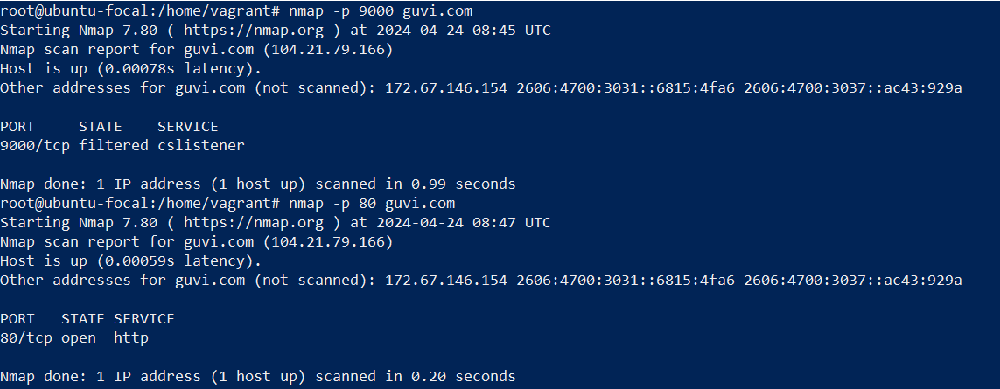 root@ubuntu-focal:/home/vagrant# nmap -p 9000 guvi.com
Starting Nmap 7.80 ( https://nmap.org ) at 2024-04-24 08:45 UTC
Nmap scan report for guvi.com (104.21.79.166)
Host is up (0.00078s latency).
Other addresses for guvi.com (not scanned): 172.67.146.154 2606:4700:3031::6815:4fa6 2606:4700:3037::ac43:929a

PORT     STATE    SERVICE
9000/tcp filtered cslistener

Nmap done: 1 IP address (1 host up) scanned in 0.99 seconds
root@ubuntu-focal:/home/vagrant# nmap -p 80 guvi.com
Starting Nmap 7.80 ( https://nmap.org ) at 2024-04-24 08:47 UTC
Nmap scan report for guvi.com (104.21.79.166)
Host is up (0.00059s latency).
Other addresses for guvi.com (not scanned): 172.67.146.154 2606:4700:3031::6815:4fa6 2606:4700:3037::ac43:929a

PORT   STATE SERVICE
80/tcp open  http

Nmap done: 1 IP address (1 host up) scanned in 0.20 seconds